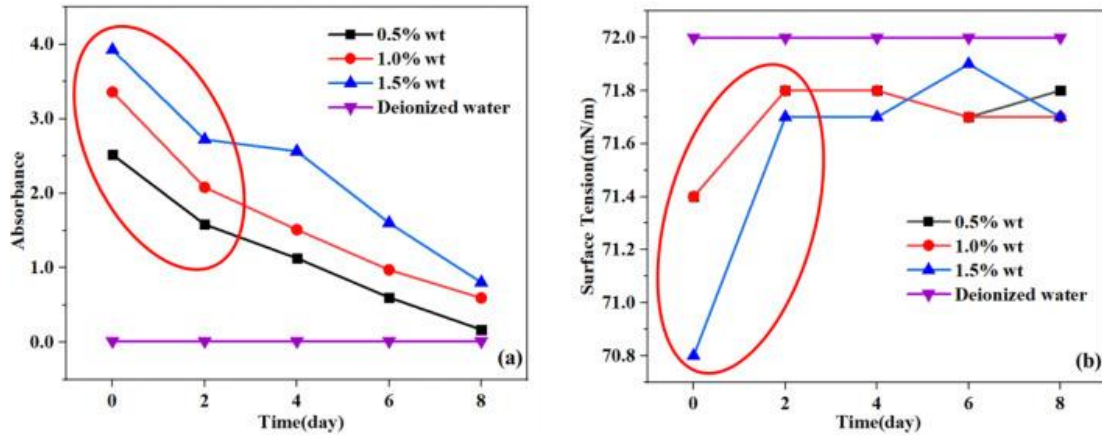 Absorbance
4.0
3.0
2.0
1.0
0.0
0.5% wt
1.0% wt
1.5% wt
Deionized water
(a)
0 2 4 6 8
Time(day)
Surface Tension(mN/m)
72.0
71.8
71.6
71.4
71.2
71.0
70.8
0.5% wt
1.0% wt
1.5% wt
Deionized water
(b)
0 2 4 6 8
Time(day)